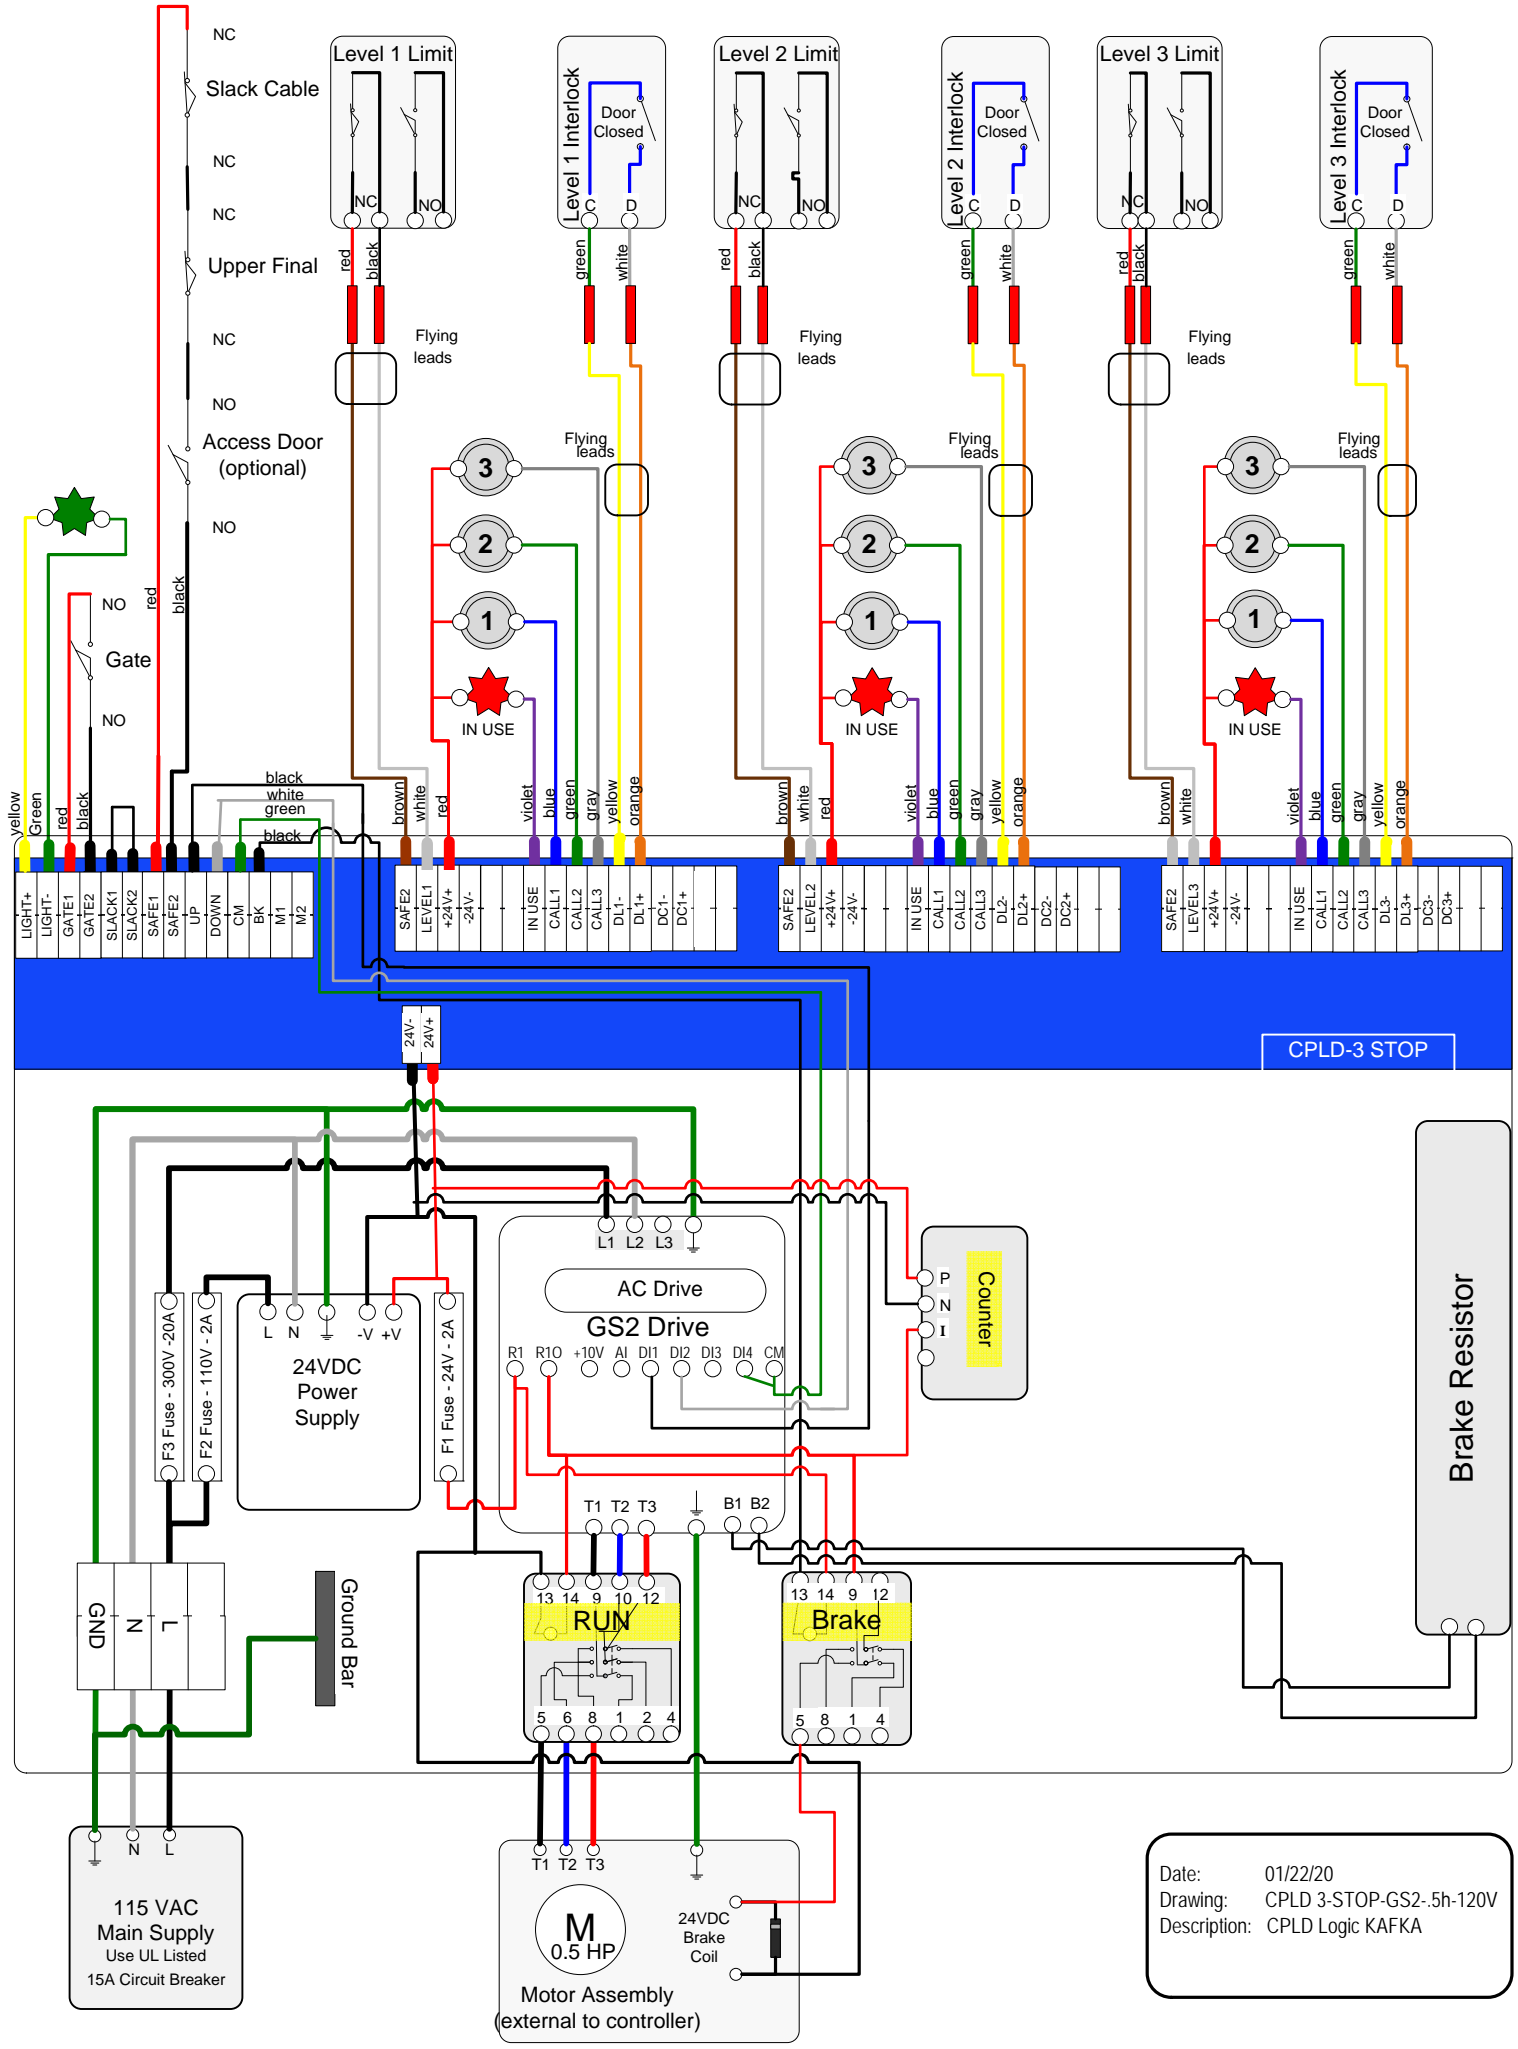 NC
Slack Cable
NC
NC
Upper Final
NC
NO
Access Door
(optional)
NO
NO
Gate
NO
red
black
Level 1 Limit
NC
NO
red
black
Flying
leads
Level 1 Interlock
Door
Closed
C
D
green
white
Flying
leads
Level 2 Limit
NC
NO
red
black
Flying
leads
Level 2 Interlock
Door
Closed
C
D
green
white
Flying
leads
Level 3 Limit
NC
NO
red
black
Flying
leads
Level 3 Interlock
Door
Closed
C
D
green
white
Flying
leads
3
2
1
IN USE
3
2
1
IN USE
3
2
1
IN USE
yellow
Green
red
black
black
white
green
black
brown
white
red
violet
blue
green
gray
yellow
orange
brown
white
red
violet
blue
green
gray
yellow
orange
brown
white
violet
blue
green
gray
yellow
orange
LIGHT+
LIGHT-
GATE1
GATE2
SLACK1
SLACK2
SAFE1
SAFE2
UP
DOWN
CM
BK
M1
M2
SAFE2
LEVEL1
+24V+
-24V-
IN USE
CALL1
CALL2
CALL3
DL1-
DL1+
DC1-
DC1+
SAFE2
LEVEL2
+24V+
-24V-
IN USE
CALL1
CALL2
CALL3
DL2-
DL2+
DC2-
DC2+
SAFE2
LEVEL3
+24V+
-24V-
IN USE
CALL1
CALL2
CALL3
DL3-
DL3+
DC3-
DC3+
24V-
24V+
CPLD-3 STOP
L1 L2 L3
AC Drive
GS2 Drive
R1 R1O +10V AI DI1 DI2 DI3 DI4 CM
T1 T2 T3
B1 B2
P
N
I
Counter
Brake Resistor
F3 Fuse - 300V -20A
F2 Fuse - 110V - 2A
L N -V +V
24VDC
Power
Supply
F1 Fuse - 24V - 2A
GND
N
L
Ground Bar
13 14 9 10 12
RUN
5 6 8 1 2 4
13 14 9 12
Brake
5 8 1 4
N L
115 VAC
Main Supply
Use UL Listed
15A Circuit Breaker
T1 T2 T3
M
0.5 HP
24VDC
Brake
Coil
Motor Assembly
(external to controller)
Date: 01/22/20
Drawing: CPLD 3-STOP-GS2-.5h-120V
Description: CPLD Logic KAFKA